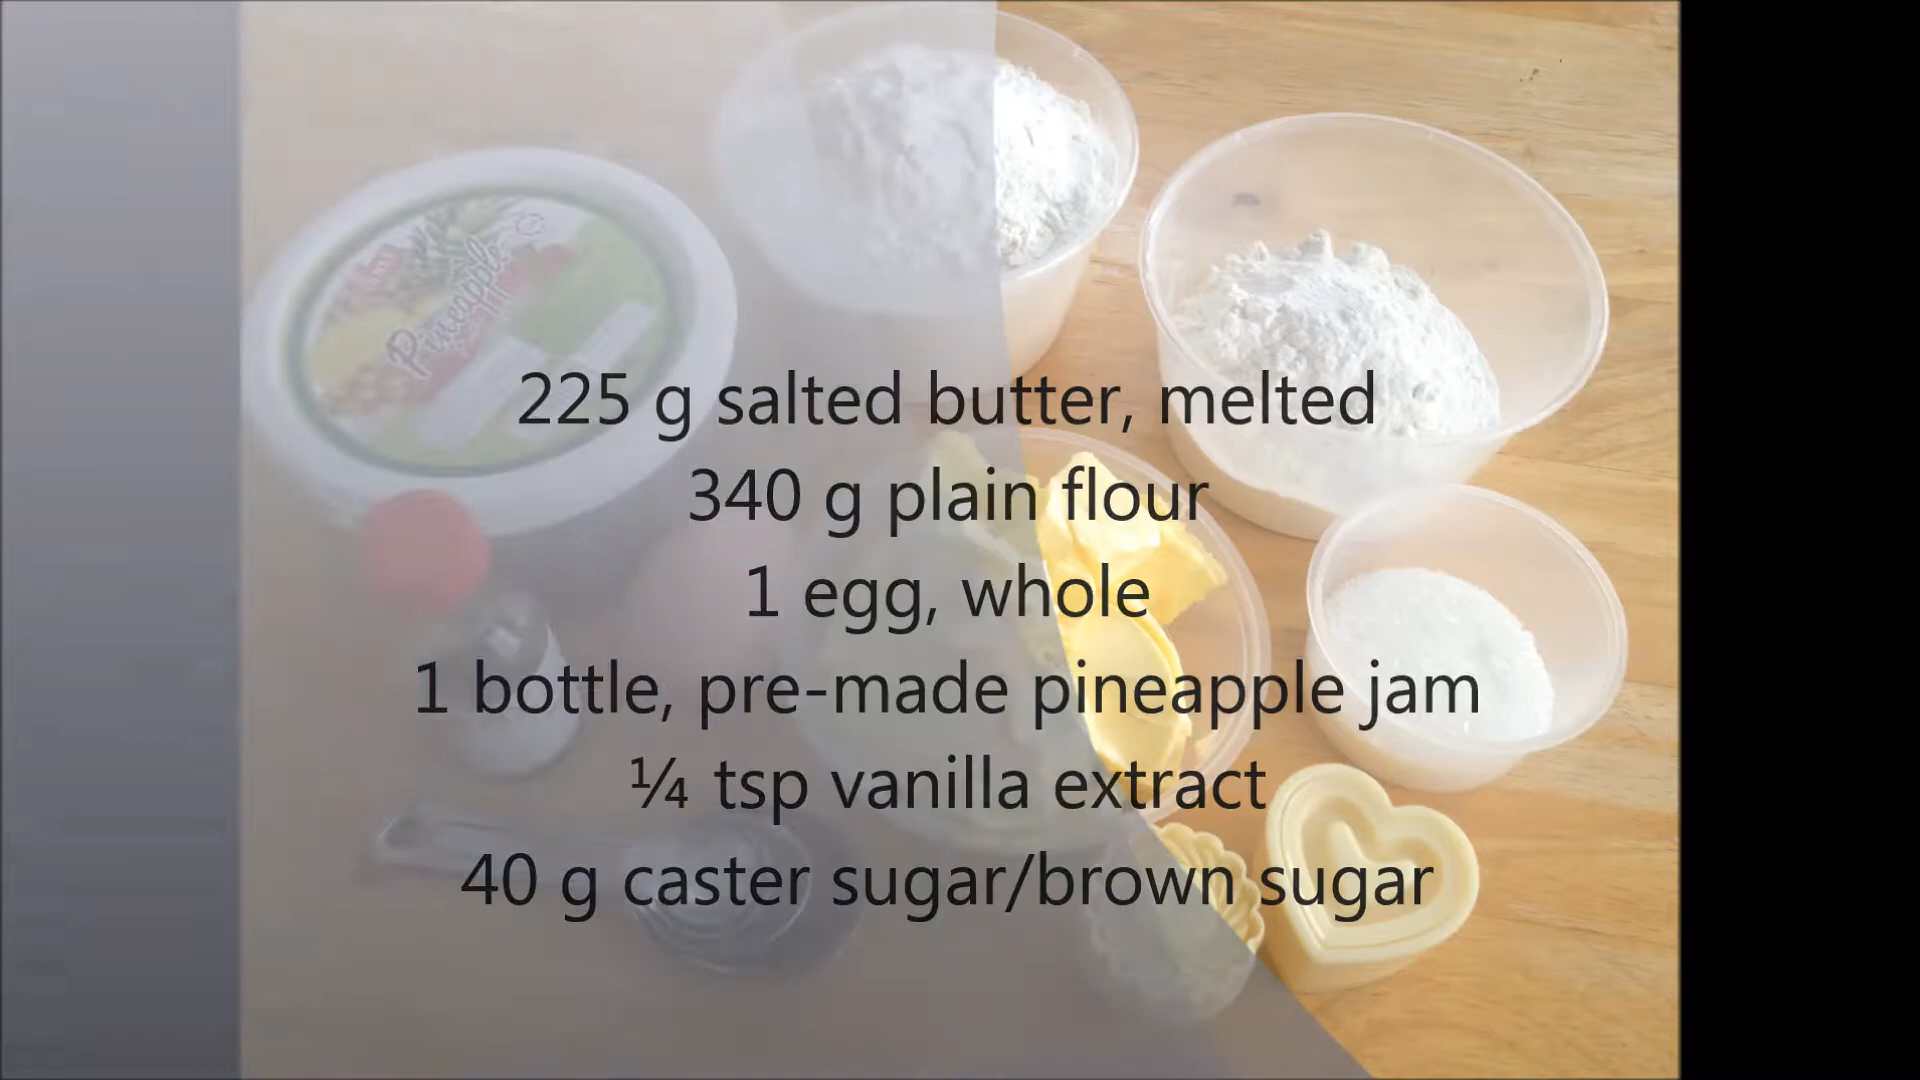 Pineapple
225 g salted butter, melted
340 g plain flour
1 egg, whole
1 bottle, pre-made pineapple jam
¼ tsp vanilla extract
40 g caster sugar/brown sugar